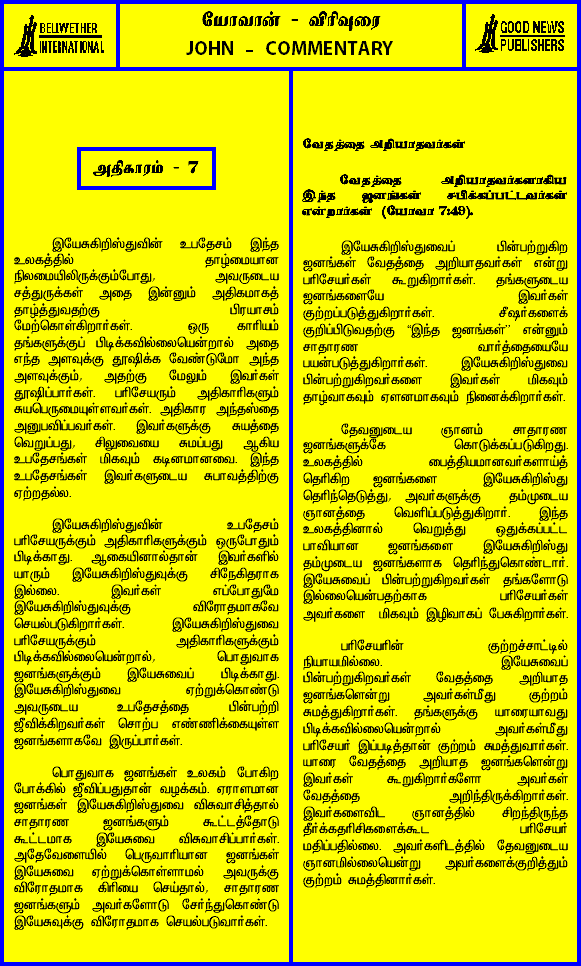 BELWETHER
INTERNATIONAL
யோவான் - விரிவுரை
JOHN - COMMENTARY
GOOD NEWS
PUBLISHERS
அதிகாரம் - 7
இயேசுகிறிஸ்துவின் உபதேசம் இந்த
உலகத்தில் தாழ்மையான
நிலமையிலிருக்கும்போது, அவருடைய
சத்துருக்கள் அதை இன்னும் அதிகமாகத்
தாழ்த்துவதற்கு பிரயாசம்
மேற்கொள்கிறார்கள். ஒரு காரியம்
தங்களுக்குப் பிடிக்கவில்லையென்றால் அதை
எந்த அளவுக்கு தூஷிக்க வேண்டுமோ அந்த
அளவுக்கும், அதற்கு மேலும் இவர்கள்
தூஷிப்பார்கள். பரிசேயரும் அதிகாரிகளும்
சுயபெருமையுள்ளவர்கள். அதிகார அந்தஸ்தை
அனுபவிப்பவர்கள். இவர்களுக்கு சுயத்தை
வெறுப்பது, சிலுவையை சுமப்பது ஆகிய
உபதேசங்கள் மிகவும் கடினமானவை. இந்த
உபதேசங்கள் இவர்களுடைய சுபாவத்திற்கு
ஏற்றதல்ல.
இயேசுகிறிஸ்துவின் உபதேசம்
பரிசேயருக்கும் அதிகாரிகளுக்கும் ஒருபோதும்
பிடிக்காது. ஆகையினால்தான் இவர்களில்
யாரும் இயேசுகிறிஸ்துவுக்கு சிநேகிதராக
இல்லை. இவர்கள் எப்போதுமே
இயேசுகிறிஸ்துவுக்கு விரோதமாகவே
செயல்படுகிறார்கள். இயேசுகிறிஸ்துவை
பரிசேயருக்கும் அதிகாரிகளுக்கும்
பிடிக்கவில்லையென்றால், பொதுவாக
ஜனங்களுக்கும் இயேசுவைப் பிடிக்காது.
இயேசுகிறிஸ்துவை ஏற்றுக்கொண்டு
அவருடைய உபதேசத்தை பின்பற்றி
ஜீவிக்கிறவர்கள் சொற்ப எண்ணிக்கையுள்ள
ஜனங்களாகவே இருப்பார்கள்.
பொதுவாக ஜனங்கள் உலகம் போகிற
போக்கில் ஜீவிப்பதுதான் வழக்கம். ஏராளமான
ஜனங்கள் இயேசுகிறிஸ்துவை விசுவாசித்தால்
சாதாரண ஜனங்களும் கூட்டத்தோடு
கூட்டமாக இயேசுவை விசுவாசிப்பார்கள்.
அதேவேளையில் பெருவாரியான ஜனங்கள்
இயேசுவை ஏற்றுக்கொள்ளாமல் அவருக்கு
விரோதமாக கிரியை செய்தால், சாதாரண
ஜனங்களும் அவர்களோடு சேர்ந்துகொண்டு
இயேசுவுக்கு விரோதமாக செயல்படுவார்கள்.
வேதத்தை அறியாதவர்கள்
வேதத்தை அறியாதவர்களாகிய
இந்த ஜனங்கள் சபிக்கப்பட்டவர்கள்
என்றார்கள் (யோவா 7:49).
இயேசுகிறிஸ்துவைப் பின்பற்றுகிற
ஜனங்கள் வேதத்தை அறியாதவர்கள் என்று
பரிசேயர்கள் கூறுகிறார்கள். தங்களுடைய
ஜனங்களையே இவர்கள்
குற்றப்படுத்துகிறார்கள். சீஷர்களைக்
குறிப்பிடுவதற்கு “இந்த ஜனங்கள்” என்னும்
சாதாரண வார்த்தையையே
பயன்படுத்துகிறார்கள். இயேசுகிறிஸ்துவை
பின்பற்றுகிறவர்களை இவர்கள் மிகவும்
தாழ்வாகவும் ஏளனமாகவும் நினைக்கிறார்கள்.
தேவனுடைய ஞானம் சாதாரண
ஜனங்களுக்கே கொடுக்கப்படுகிறது.
உலகத்தில் பைத்தியமானவர்களாய்த்
தெரிகிற ஜனங்களை இயேசுகிறிஸ்து
தெரிந்தெடுத்து, அவர்களுக்கு தம்முடைய
ஞானத்தை வெளிப்படுத்துகிறார். இந்த
உலகத்தினால் வெறுத்து ஒதுக்கப்பட்ட
பாவியான ஜனங்களை இயேசுகிறிஸ்து
தம்முடைய ஜனங்களாக தெரிந்துகொண்டார்.
இயேசுவைப் பின்பற்றுகிறவர்கள் தங்களோடு
இல்லையென்பதற்காக பரிசேயர்கள்
அவர்களை மிகவும் இழிவாகப் பேசுகிறார்கள்.
பரிசேயரின் குற்றச்சாட்டில்
நியாயமில்லை. இயேசுவைப்
பின்பற்றுகிறவர்கள் வேதத்தை அறியாத
ஜனங்களென்று அவர்கள்மீது குற்றம்
சுமத்துகிறார்கள். தங்களுக்கு யாரையாவது
பிடிக்கவில்லையென்றால் அவர்கள்மீது
பரிசேயர் இப்படித்தான் குற்றம் சுமத்துவார்கள்.
யாரை வேதத்தை அறியாத ஜனங்களென்று
இவர்கள் கூறுகிறார்களோ அவர்கள்
வேதத்தை அறிந்திருக்கிறார்கள்.
இவர்களைவிட ஞானத்தில் சிறந்திருந்த
தீர்க்கதரிசிகளைக்கூட பரிசேயர்
மதிப்பதில்லை. அவர்களிடத்தில் தேவனுடைய
ஞானமில்லையென்று அவர்களைக்குறித்தும்
குற்றம் சுமத்தினார்கள்.